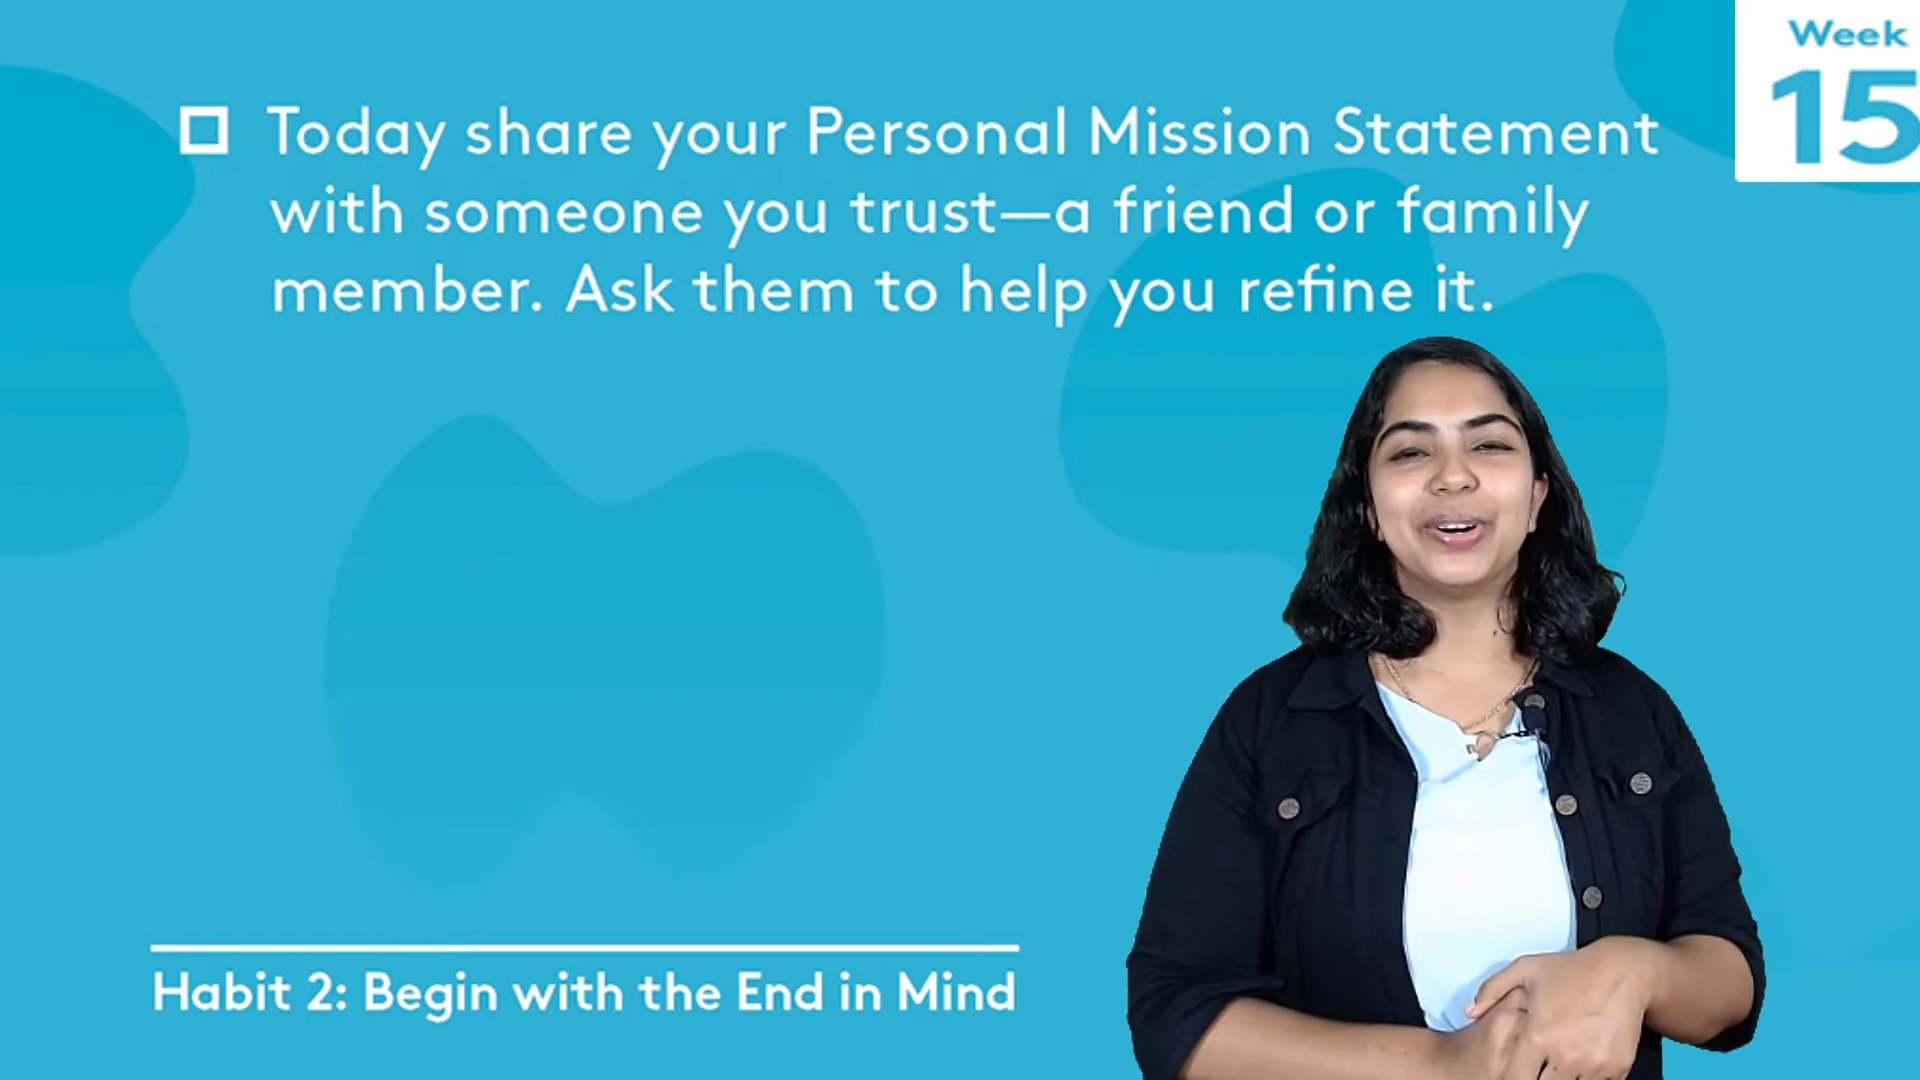 Week
15
Today share your Personal Mission Statement
with someone you trust—a friend or family
member. Ask them to help you refine it.
Habit 2: Begin with the End in Mind